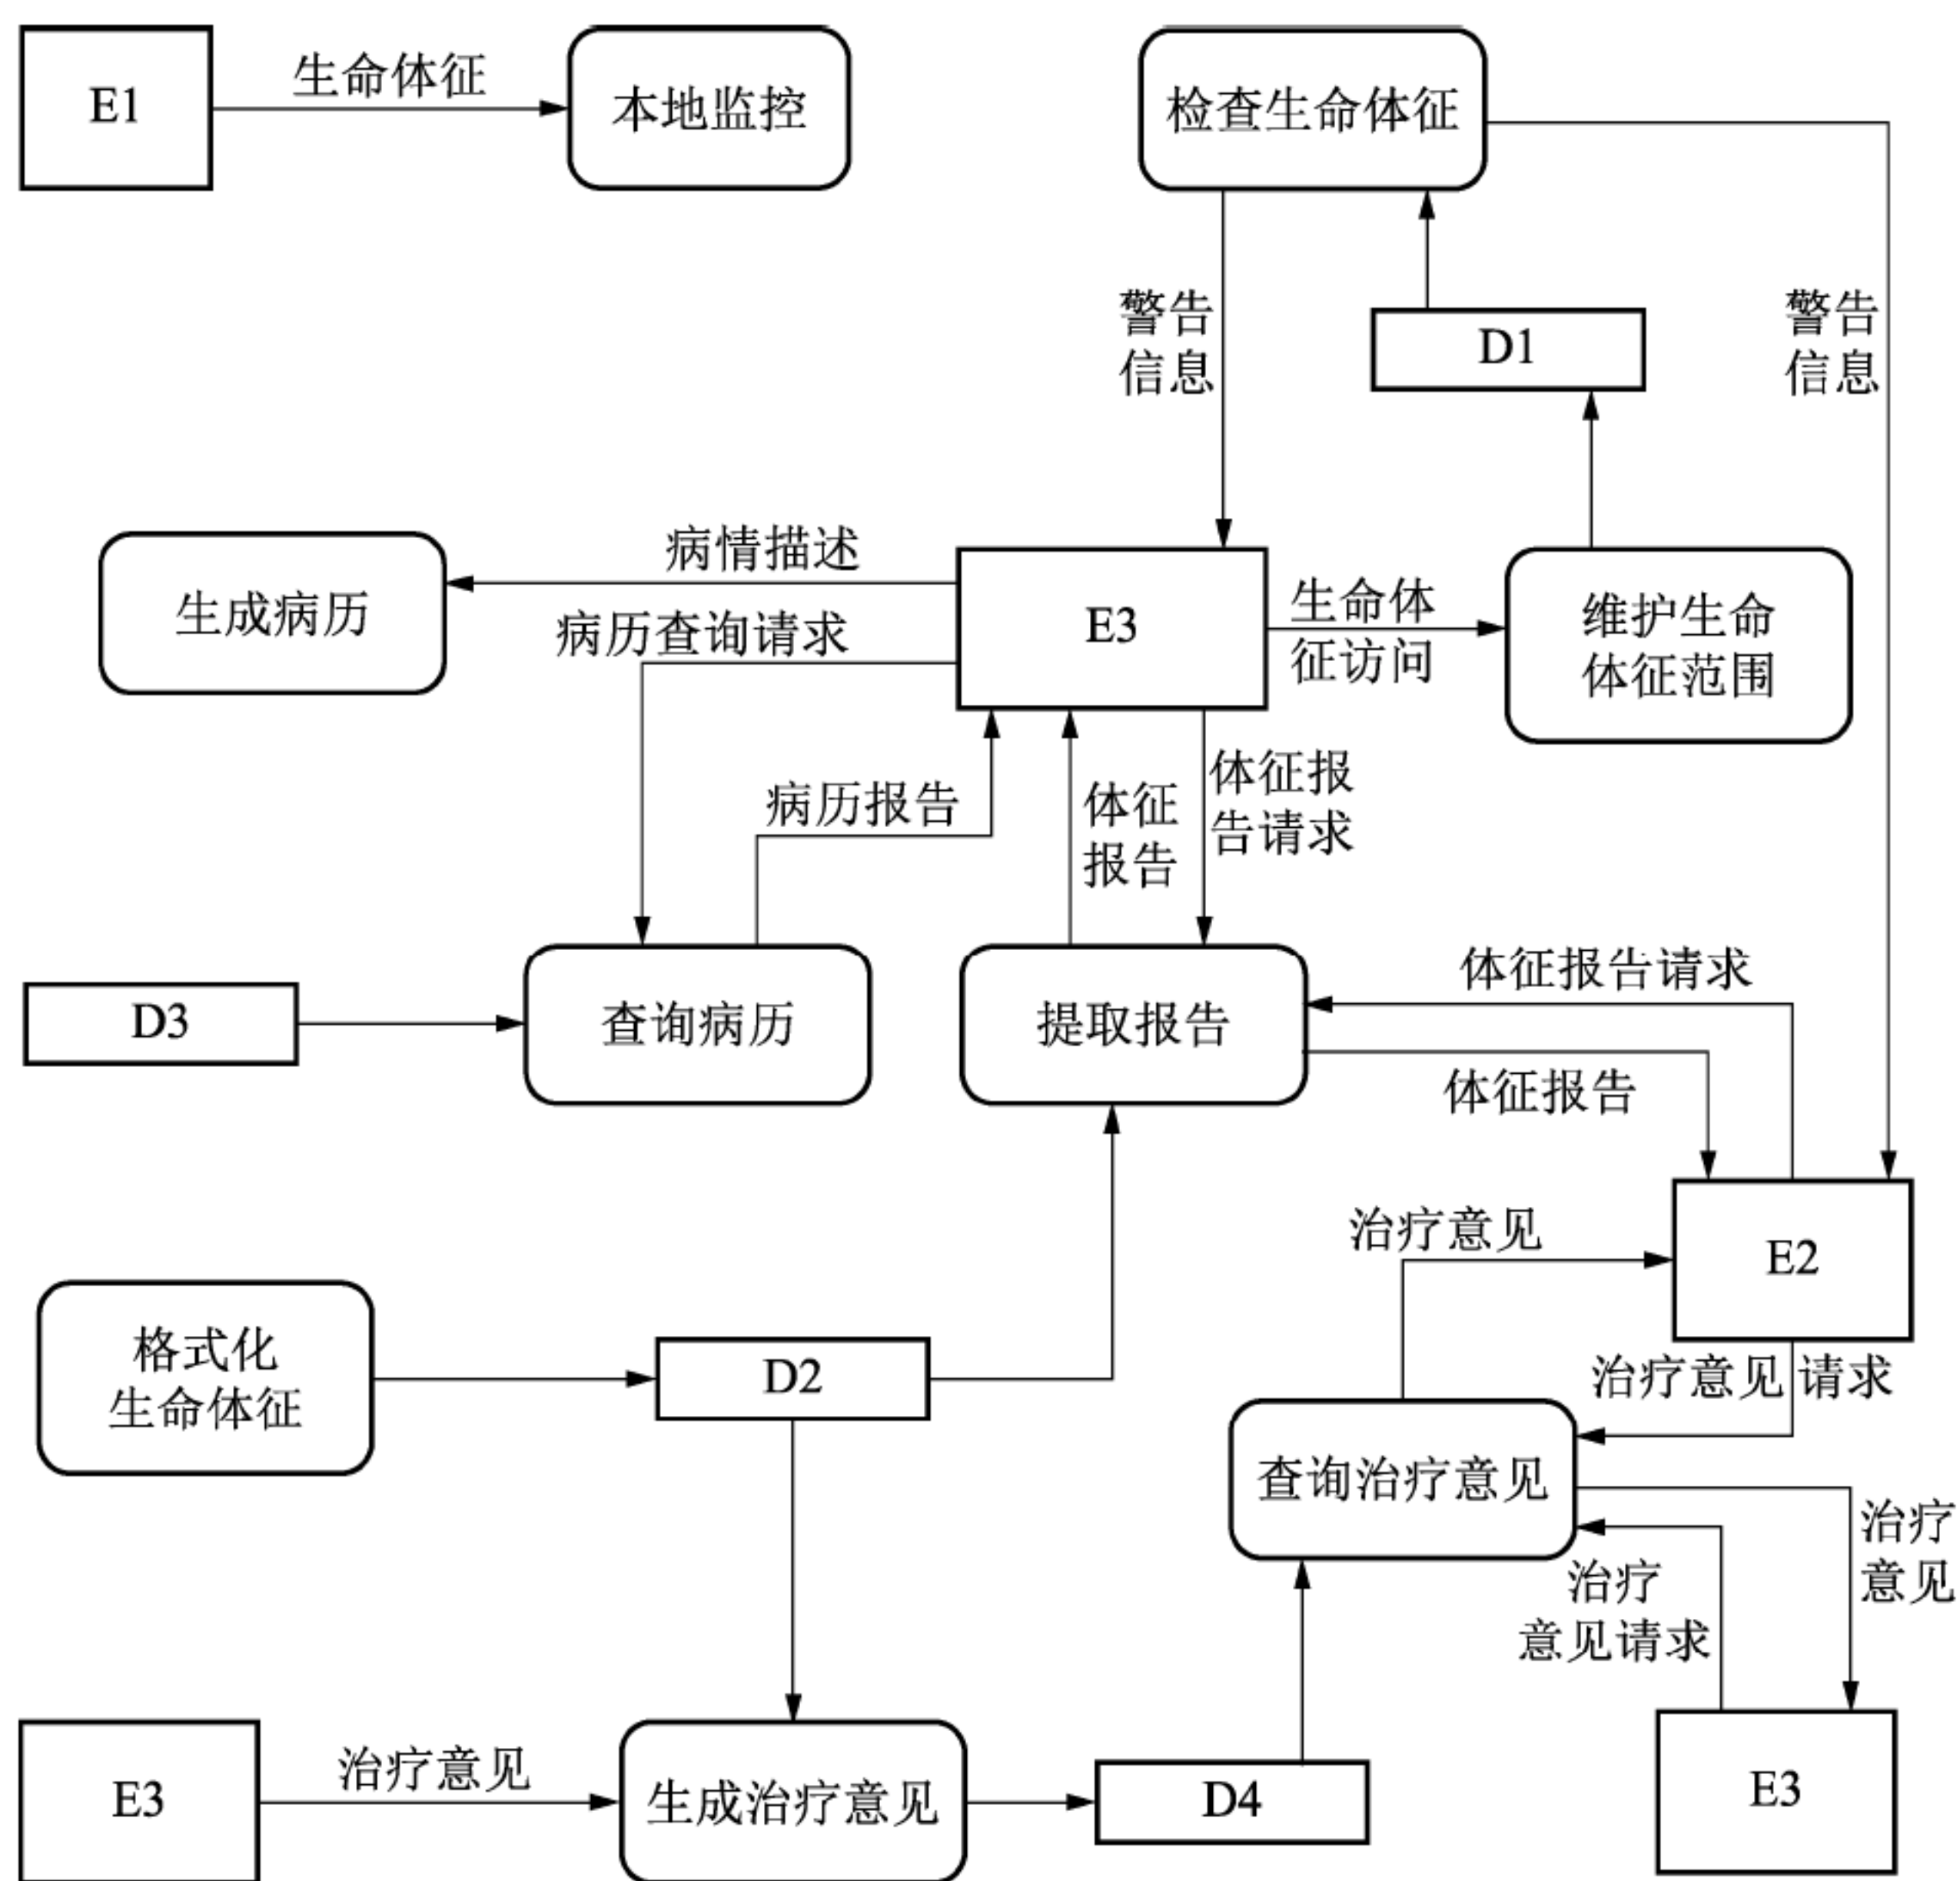 E1
生命体征
本地监控
检查生命体征
警告
信息
D1
警告
信息
生成病历
病情描述
病历查询请求
E3
生命体
征访问
维护生命
体征范围
病历报告
体征
报告
体征报
告请求
D3
查询病历
提取报告
体征报告请求
体征报告
治疗意见
E2
格式化
生命体征
D2
治疗意见请求
查询治疗意见
治疗
意见
治疗
意见请求
E3
治疗意见
生成治疗意见
D4
E3